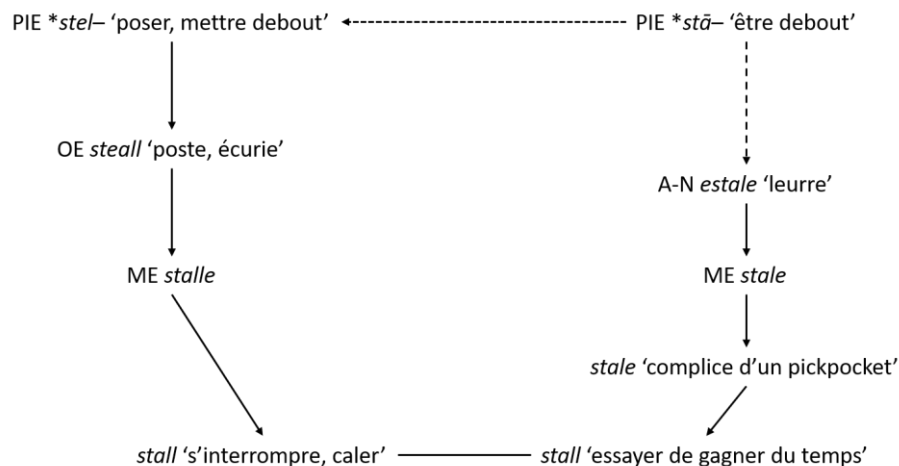 PIE *stel– ‘poser, mettre debout’ PIE *stā– ‘être debout’
OE steall ‘poste, écurie’
A-N estale ‘leurre’
ME stalle ME stale
stale ‘complice d’un pickpocket’
stall ‘s’interrompre, caler’ stall ‘essayer de gagner du temps’